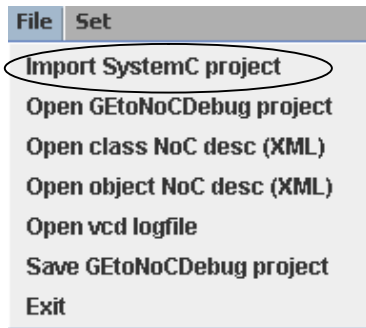 File Set
Import SystemC project
Open GEtoNoCDebug project
Open class NoC desc (XML)
Open object NoC desc (XML)
Open vcd logfile
Save GEtoNoCDebug project
Exit